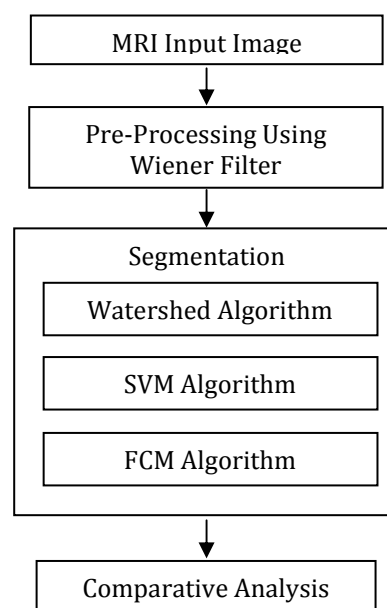 MRI Input Image
Pre-Processing Using
Wiener Filter
Segmentation
Watershed Algorithm
SVM Algorithm
FCM Algorithm
Comparative Analysis